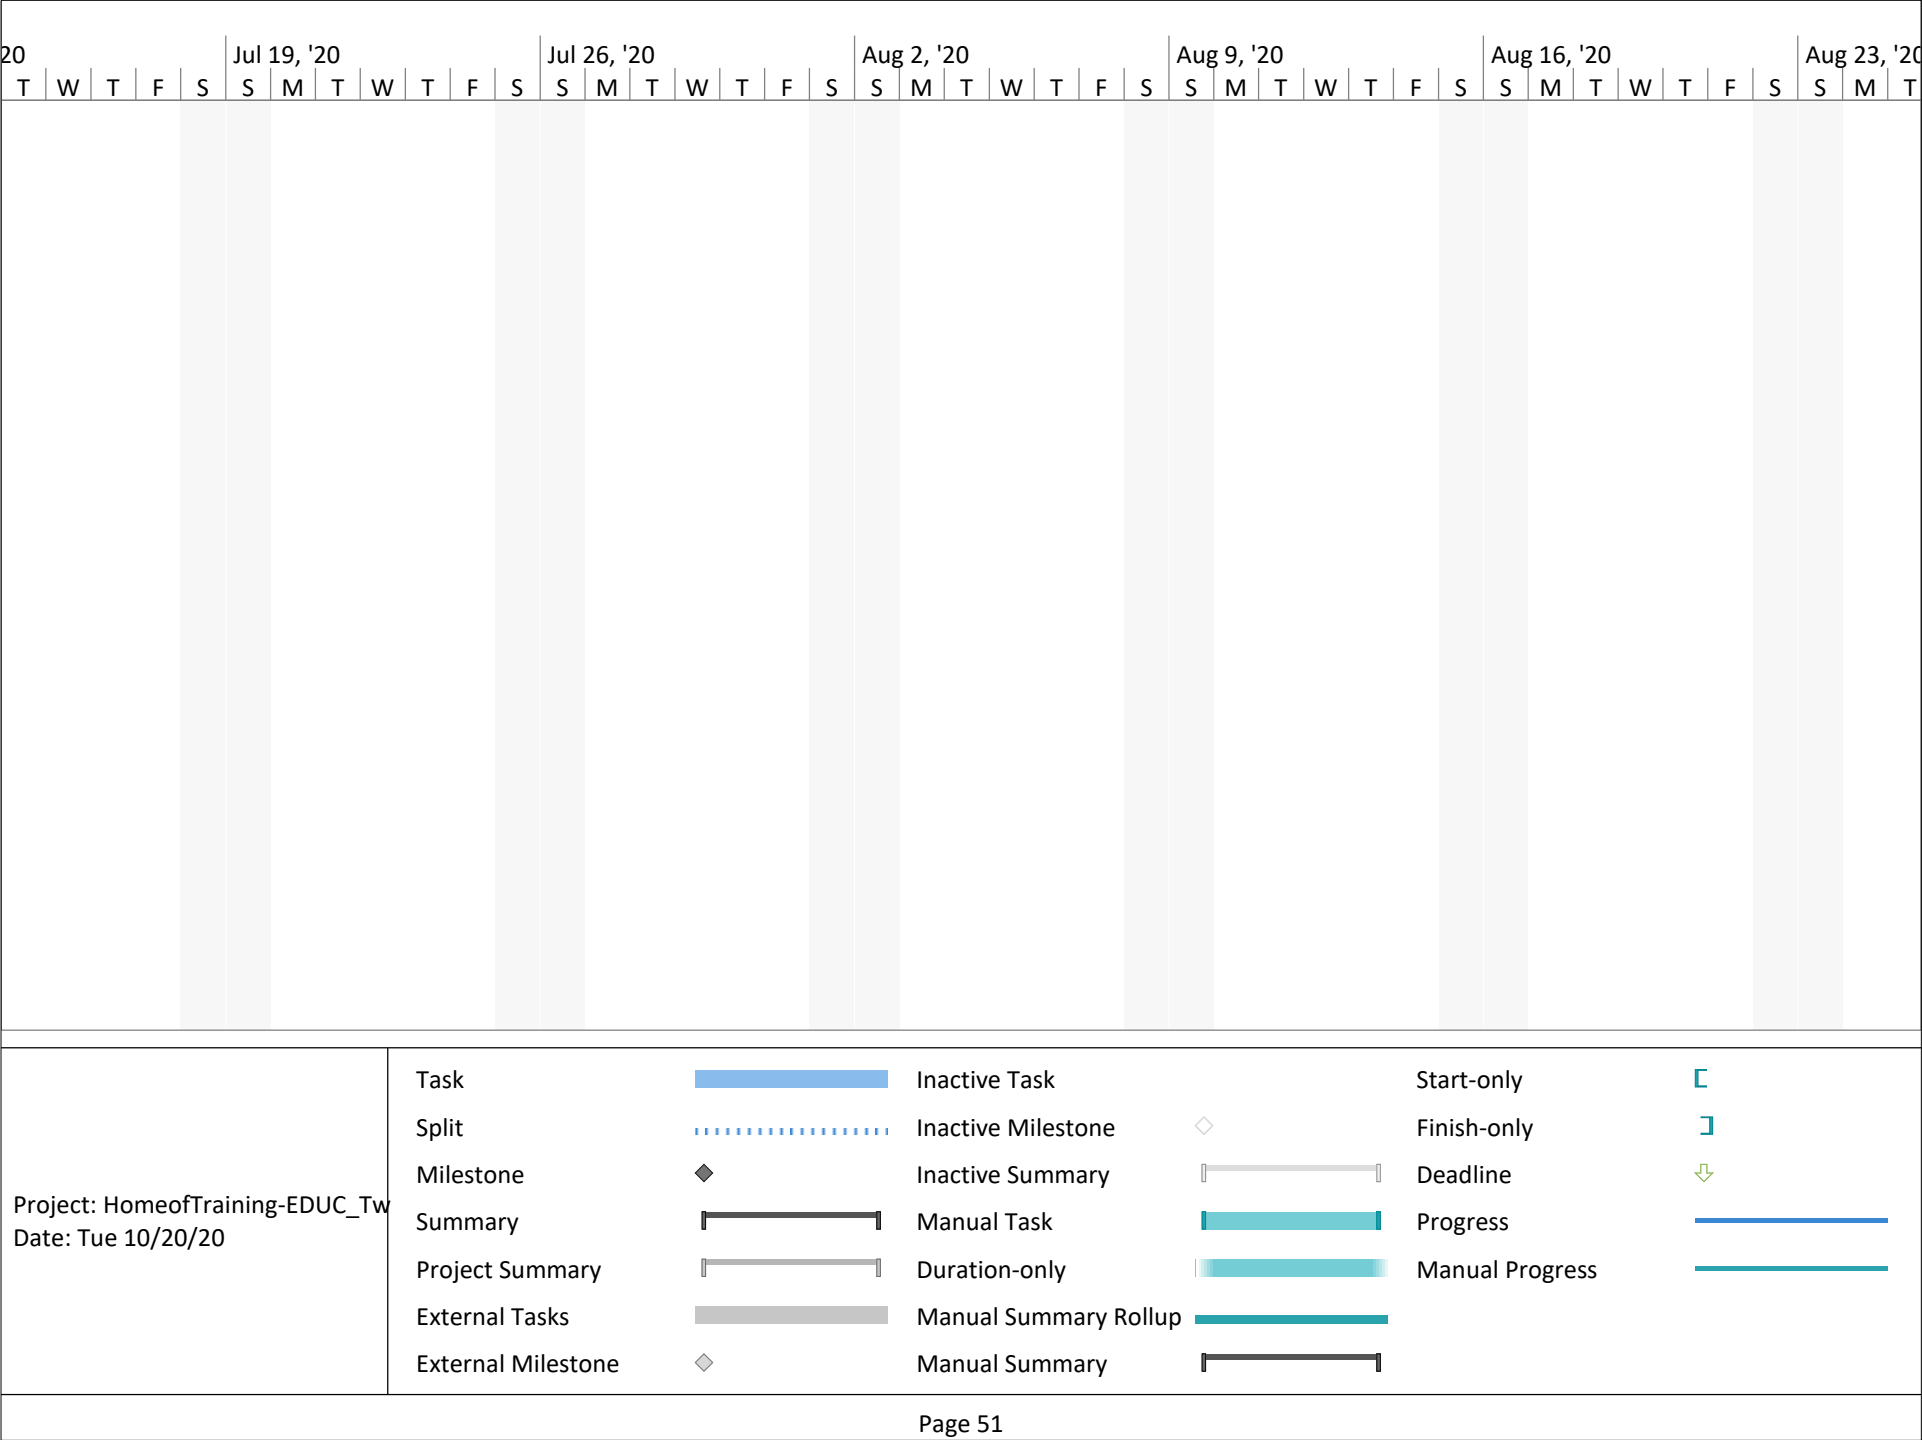 20 Jul 19, '20 Jul 26, '20 Aug 2, '20 Aug 9, '20 Aug 16, '20 Aug 23, '20
T W T F S S M T W T F S S M T W T F S S M T W T F S S M T W T F S S M T W T F S S M T
Task Inactive Task Start-only
Split Inactive Milestone Finish-only
Milestone Inactive Summary Deadline
Project: HomeofTraining-EDUC_Tw
Date: Tue 10/20/20
Summary Manual Task Progress
Project Summary Duration-only Manual Progress
External Tasks Manual Summary Rollup
External Milestone Manual Summary
Page 51